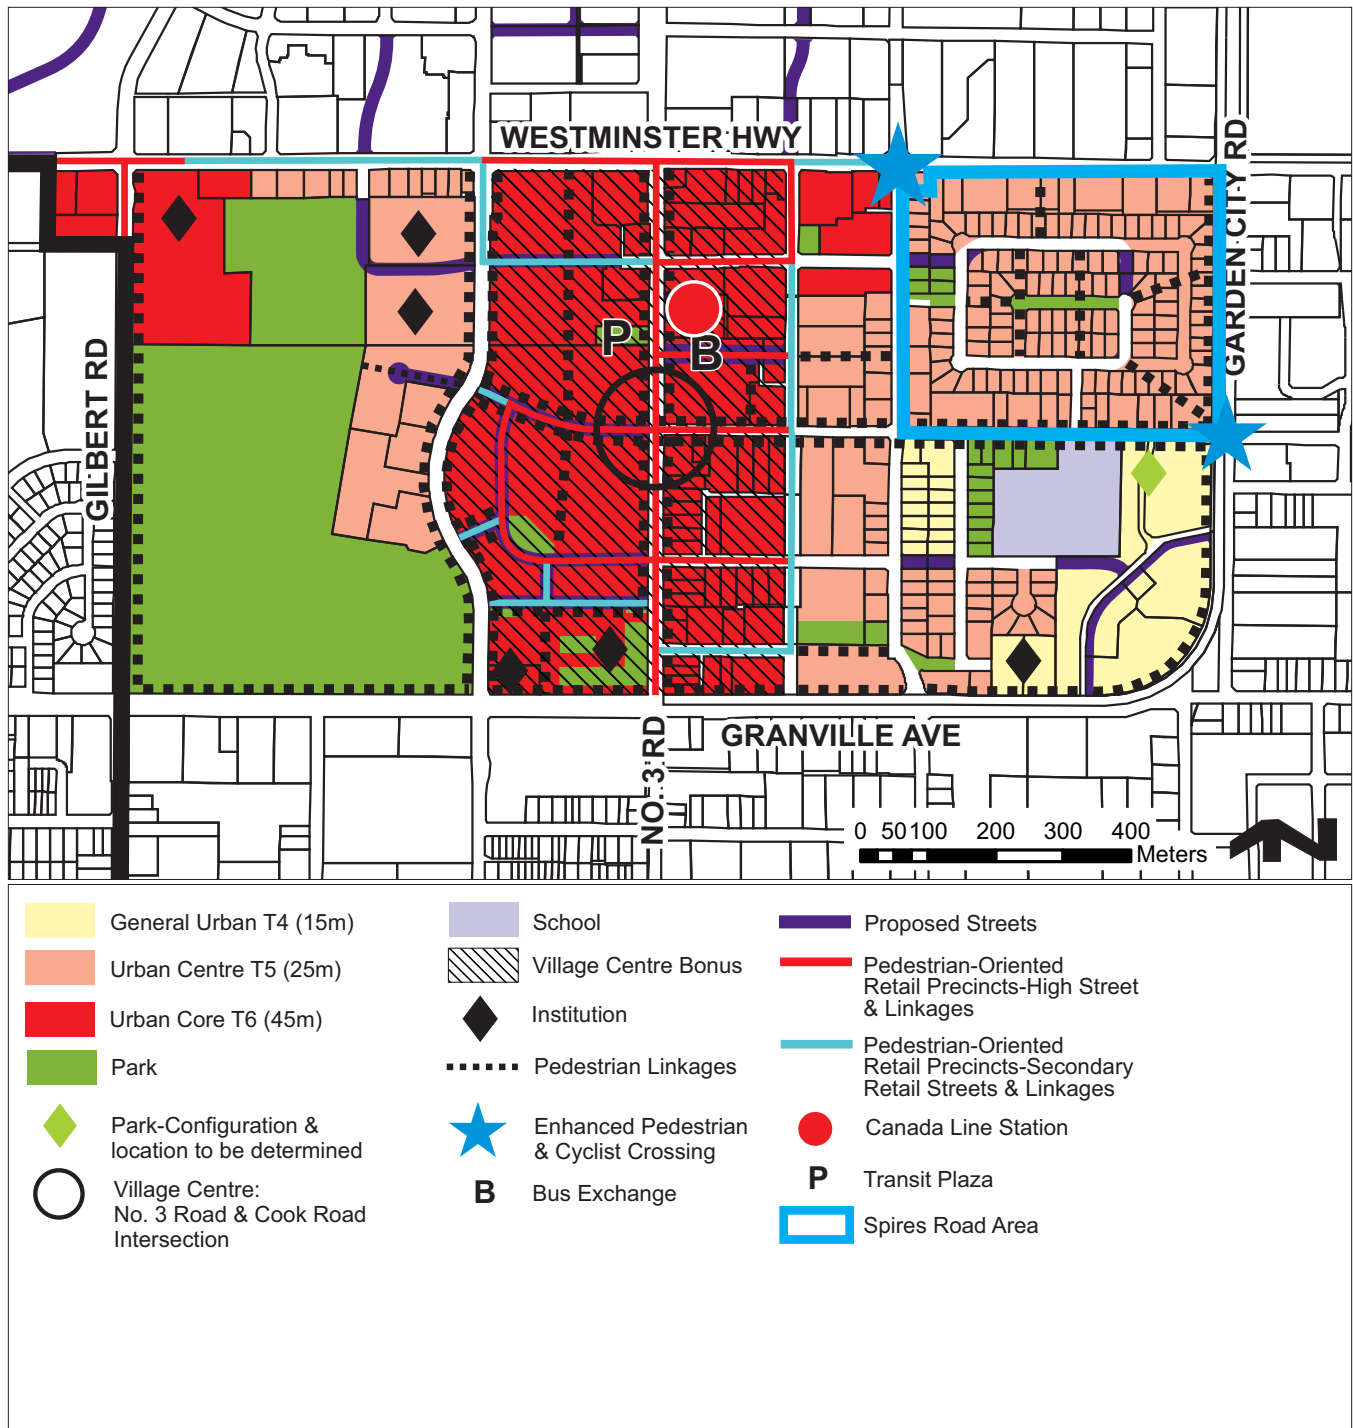 WESTMINSTER HWY
GARDEN CITY RD
GILBERT RD
P
B
NO. 3 RD
GRANVILLE AVE
0 50 100 200 300 400
Meters
N
General Urban T4 (15m)
Urban Centre T5 (25m)
Urban Core T6 (45m)
Park
Park-Configuration &
location to be determined
Village Centre:
No. 3 Road & Cook Road
Intersection
School
Village Centre Bonus
Institution
Pedestrian Linkages
Enhanced Pedestrian
& Cyclist Crossing
B Bus Exchange
Proposed Streets
Pedestrian-Oriented
Retail Precincts-High Street
& Linkages
Pedestrian-Oriented
Retail Precincts-Secondary
Retail Streets & Linkages
Canada Line Station
P Transit Plaza
Spires Road Area